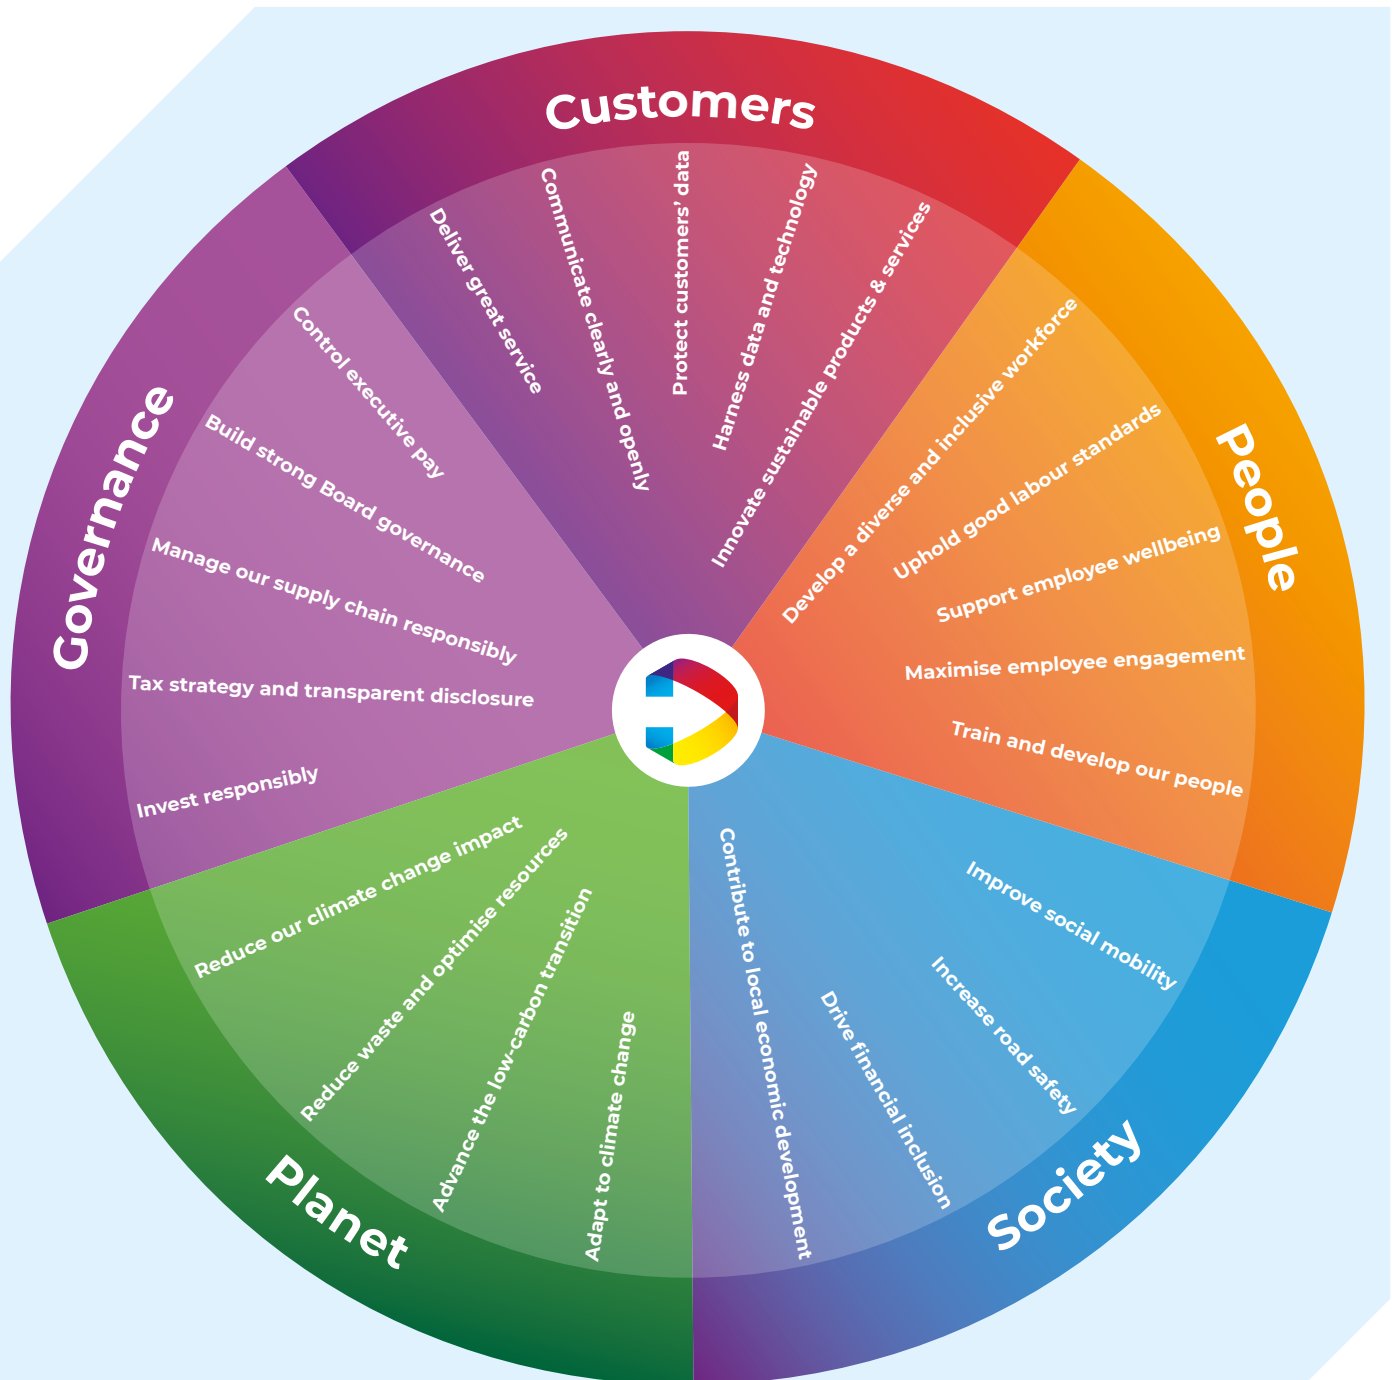 Customers
Deliver great service
Communicate clearly and openly
Protect customers’ data
Harness data and technology
Innovate sustainable products & services
People
Develop a diverse and inclusive workforce
Uphold good labour standards
Support employee wellbeing
Maximise employee engagement
Train and develop our people
Society
Improve social mobility
Increase road safety
Drive financial inclusion
Contribute to local economic development
Planet
Adapt to climate change
Advance the low-carbon transition
Reduce waste and optimise resources
Reduce our climate change impact
Governance
Invest responsibly
Tax strategy and transparent disclosure
Manage our supply chain responsibly
Build strong Board governance
Control executive pay